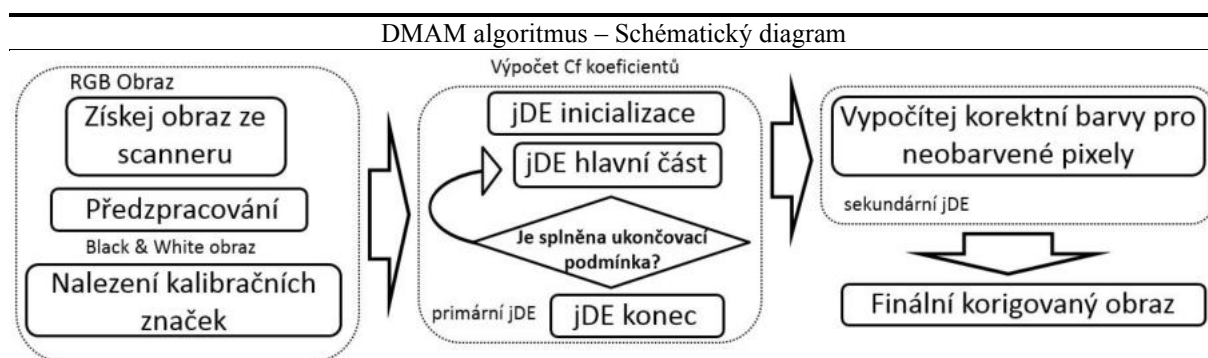 DMAM algoritmus – Schématický diagram
RGB Obraz
Získej obraz ze
scanneru
Předzpracování
Black & White obraz
Nalezení kalibračních
značek
Výpočet Cf koeficientů
jDE inicializace
jDE hlavní část
Je splněna ukončovací
podmínka?
primární jDE
jDE konec
Vypočítej korektní barvy pro
neobarvené pixely
sekundární jDE
Finální korigovaný obraz